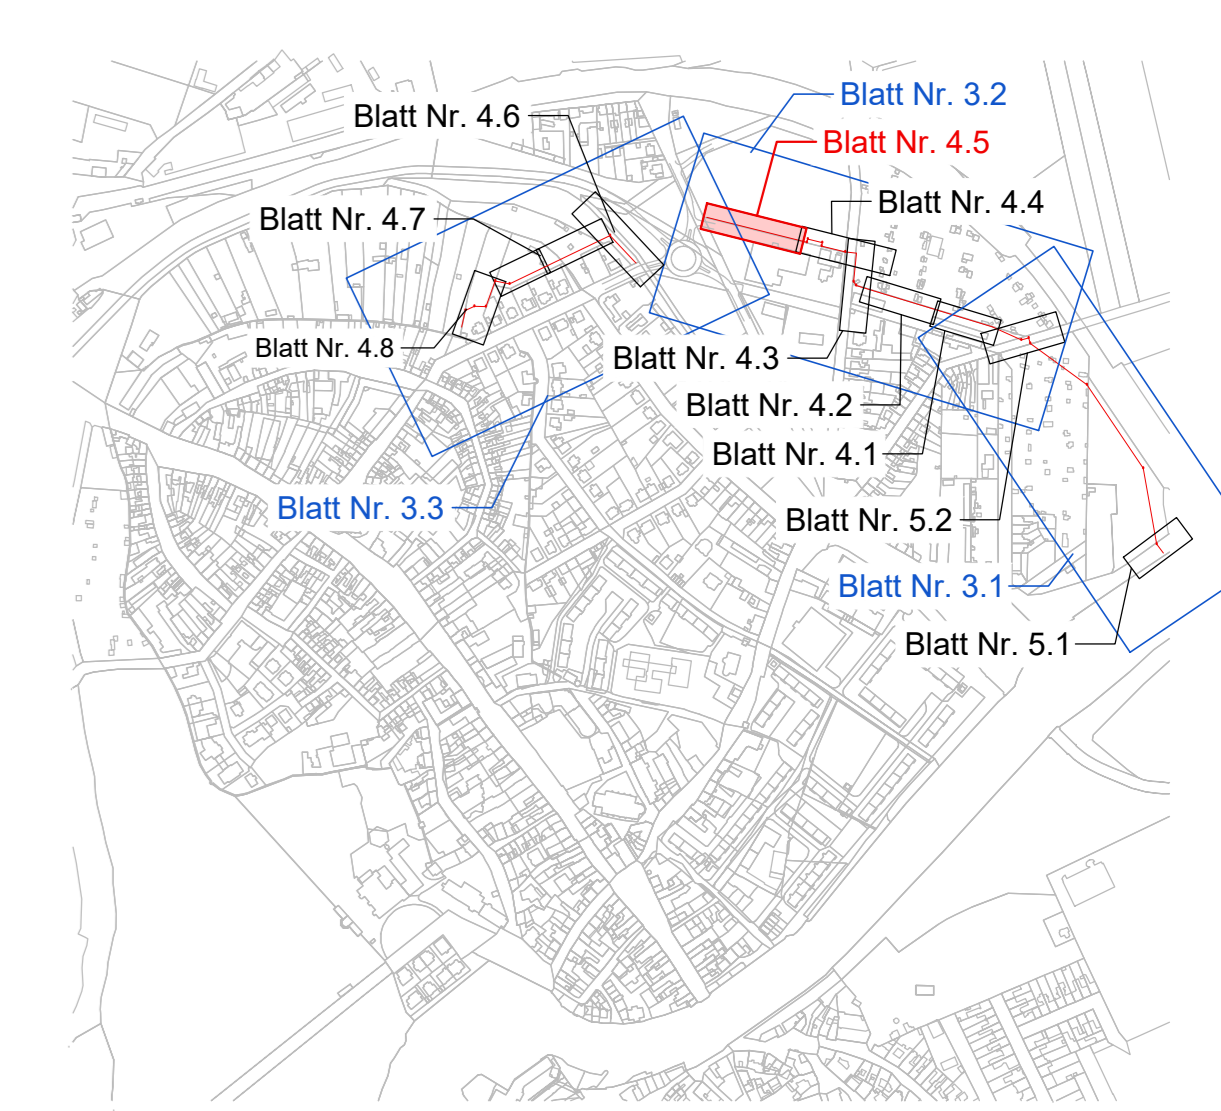 Blatt Nr. 3.2
Blatt Nr. 4.6
Blatt Nr. 4.5
Blatt Nr. 4.4
Blatt Nr. 4.7
Blatt Nr. 4.8
Blatt Nr. 4.3
Blatt Nr. 4.2
Blatt Nr. 4.1
Blatt Nr. 3.3
Blatt Nr. 5.2
Blatt Nr. 3.1
Blatt Nr. 5.1